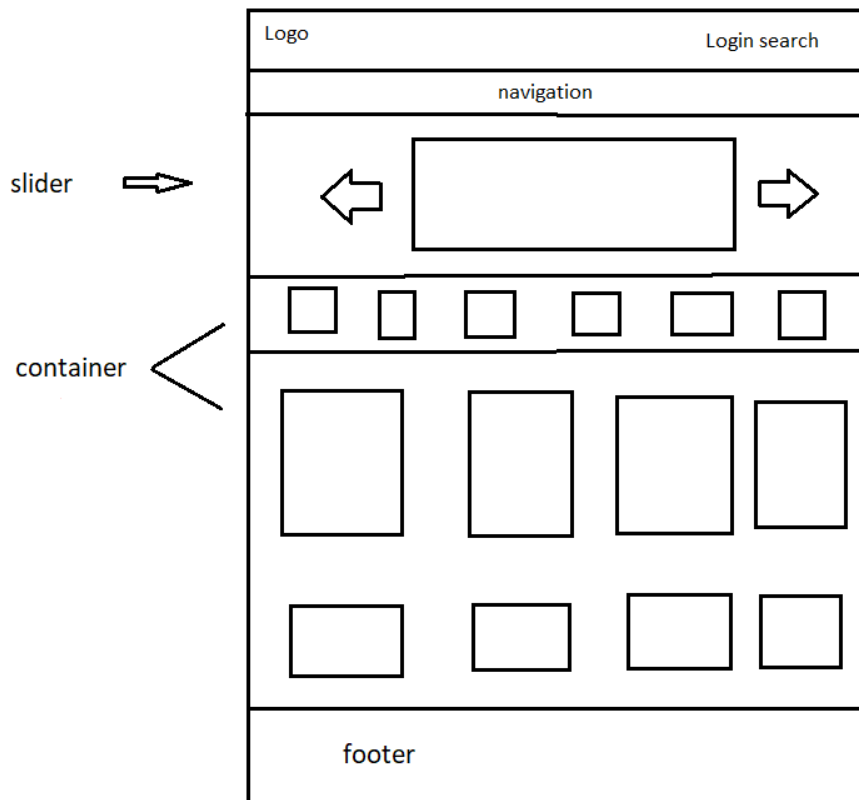 Logo
Login search
navigation
slider
container
footer